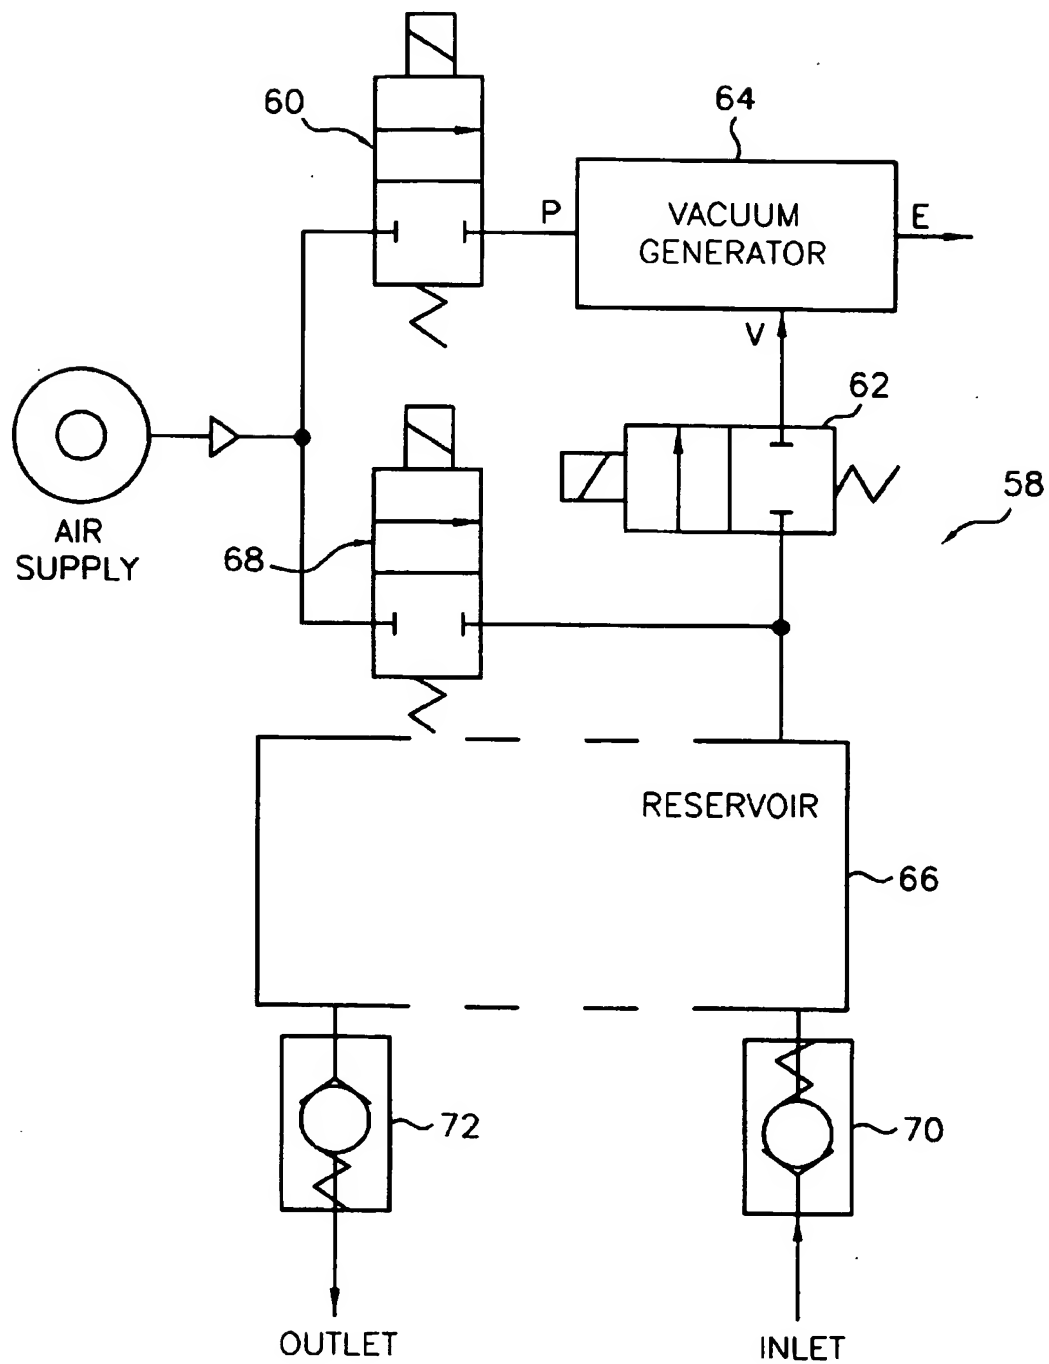 60
64
P
VACUUM
GENERATOR
E
V
62
58
AIR
SUPPLY
68
RESERVOIR
66
72
70
OUTLET
INLET